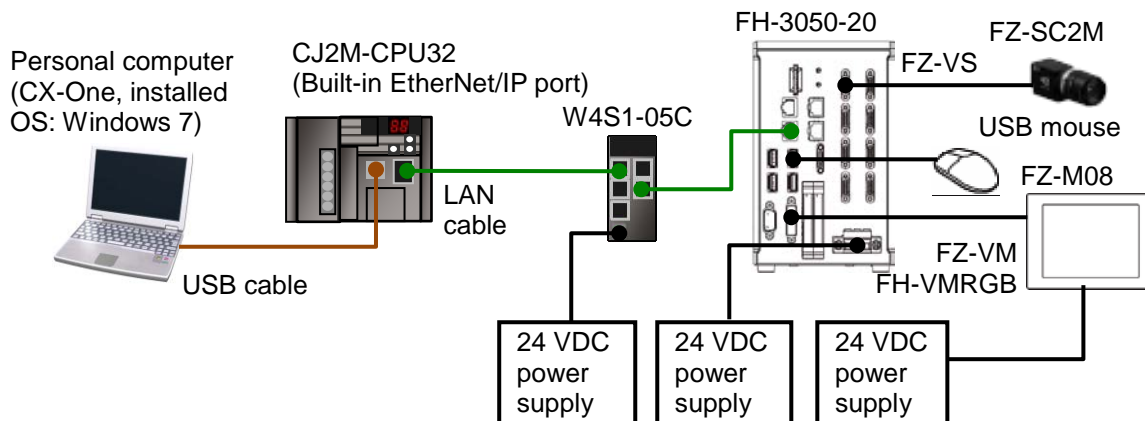 Personal computer
(CX-One, installed
OS: Windows 7)
CJ2M-CPU32
(Built-in EtherNet/IP port)
W4S1-05C
FH-3050-20
FZ-SC2M
FZ-VS
USB mouse
FZ-M08
LAN
cable
USB cable
FZ-VM
FH-VMRGB
24 VDC
power
supply
24 VDC
power
supply
24 VDC
power
supply
88